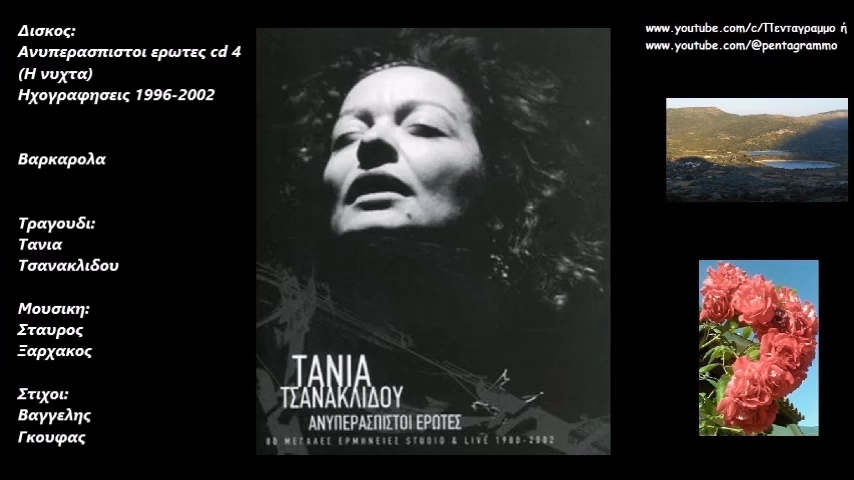 Δισκος:
Ανυπερασπιστοι ερωτες cd 4
(Η νυχτα)
Ηχογραφησεις 1996-2002
Βαρκαρολα
Τραγουδι:
Τανια
Τσανακλιδου
Μουσικη:
Σταυρος
Ξαρχακος
Στιχοι:
Βαγγελης
Γκουφας
ΤΑΝΙΑ
ΤΣΑΝΑΚΛΙΔΟΥ
ΑΝΥΠΕΡΑΣΠΙΣΤΟΙ ΕΡΩΤΕΣ
80 ΜΕΓΑΛΕΣ ΕΡΜΗΝΕΙΕΣ STUDIO & LIVE 1980-2002
www.youtube.com/c/Πενταγραμμο ή
www.youtube.com/@pentagrammo